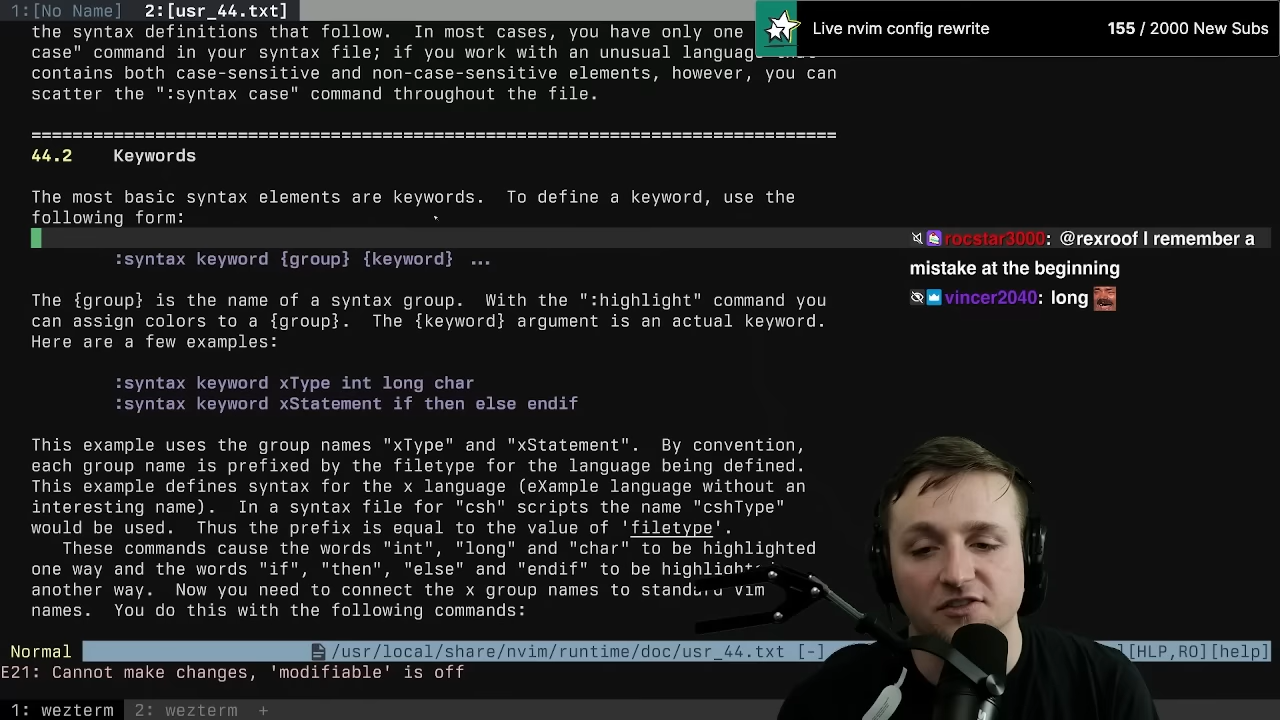 1:[No Name]  2:[usr_44.txt]
Live nvim config rewrite
155 / 2000 New Subs
the syntax definitions that follow.  In most cases, you have only one
case" command in your syntax file; if you work with an unusual language
contains both case-sensitive and non-case-sensitive elements, however, you can
scatter the ":syntax case" command throughout the file.
==============================================================================
44.2    Keywords
The most basic syntax elements are keywords.  To define a keyword, use the
following form:
:syntax keyword {group} {keyword}  ...
The {group} is the name of a syntax group.  With the ":highlight" command you
can assign colors to a {group}.  The {keyword} argument is an actual keyword.
Here are a few examples:
:syntax keyword xType int long char
:syntax keyword xStatement if then else endif
This example uses the group names "xType" and "xStatement".  By convention,
each group name is prefixed by the filetype for the language being defined.
This example defines syntax for the x language (eXample language without an
interesting name).  In a syntax file for "csh" scripts the name "cshType"
would be used.  Thus the prefix is equal to the value of 'filetype'.
These commands cause the words "int", "long" and "char" to be highlighted
one way and the words "if", "then", "else" and "endif" to be highlighted
another way.  Now you need to connect the x group names to standard Vim
names.  You do this with the following commands:
rocstar3000: @rexroof I remember a
mistake at the beginning
vincer2040: long
Normal
/usr/local/share/nvim/runtime/doc/usr_44.txt [-]
[HLP,RO][help]
E21: Cannot make changes, 'modifiable' is off
1: wezterm  2: wezterm  +